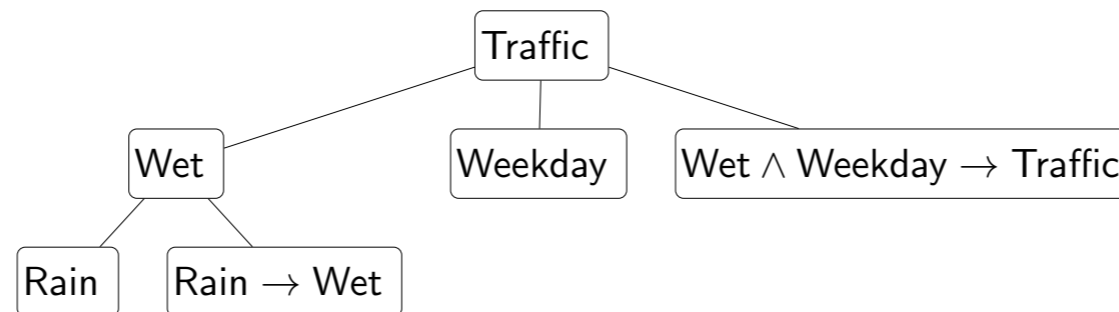 Traffic
Wet
Weekday
Wet ∧ Weekday → Traffic
Rain
Rain → Wet